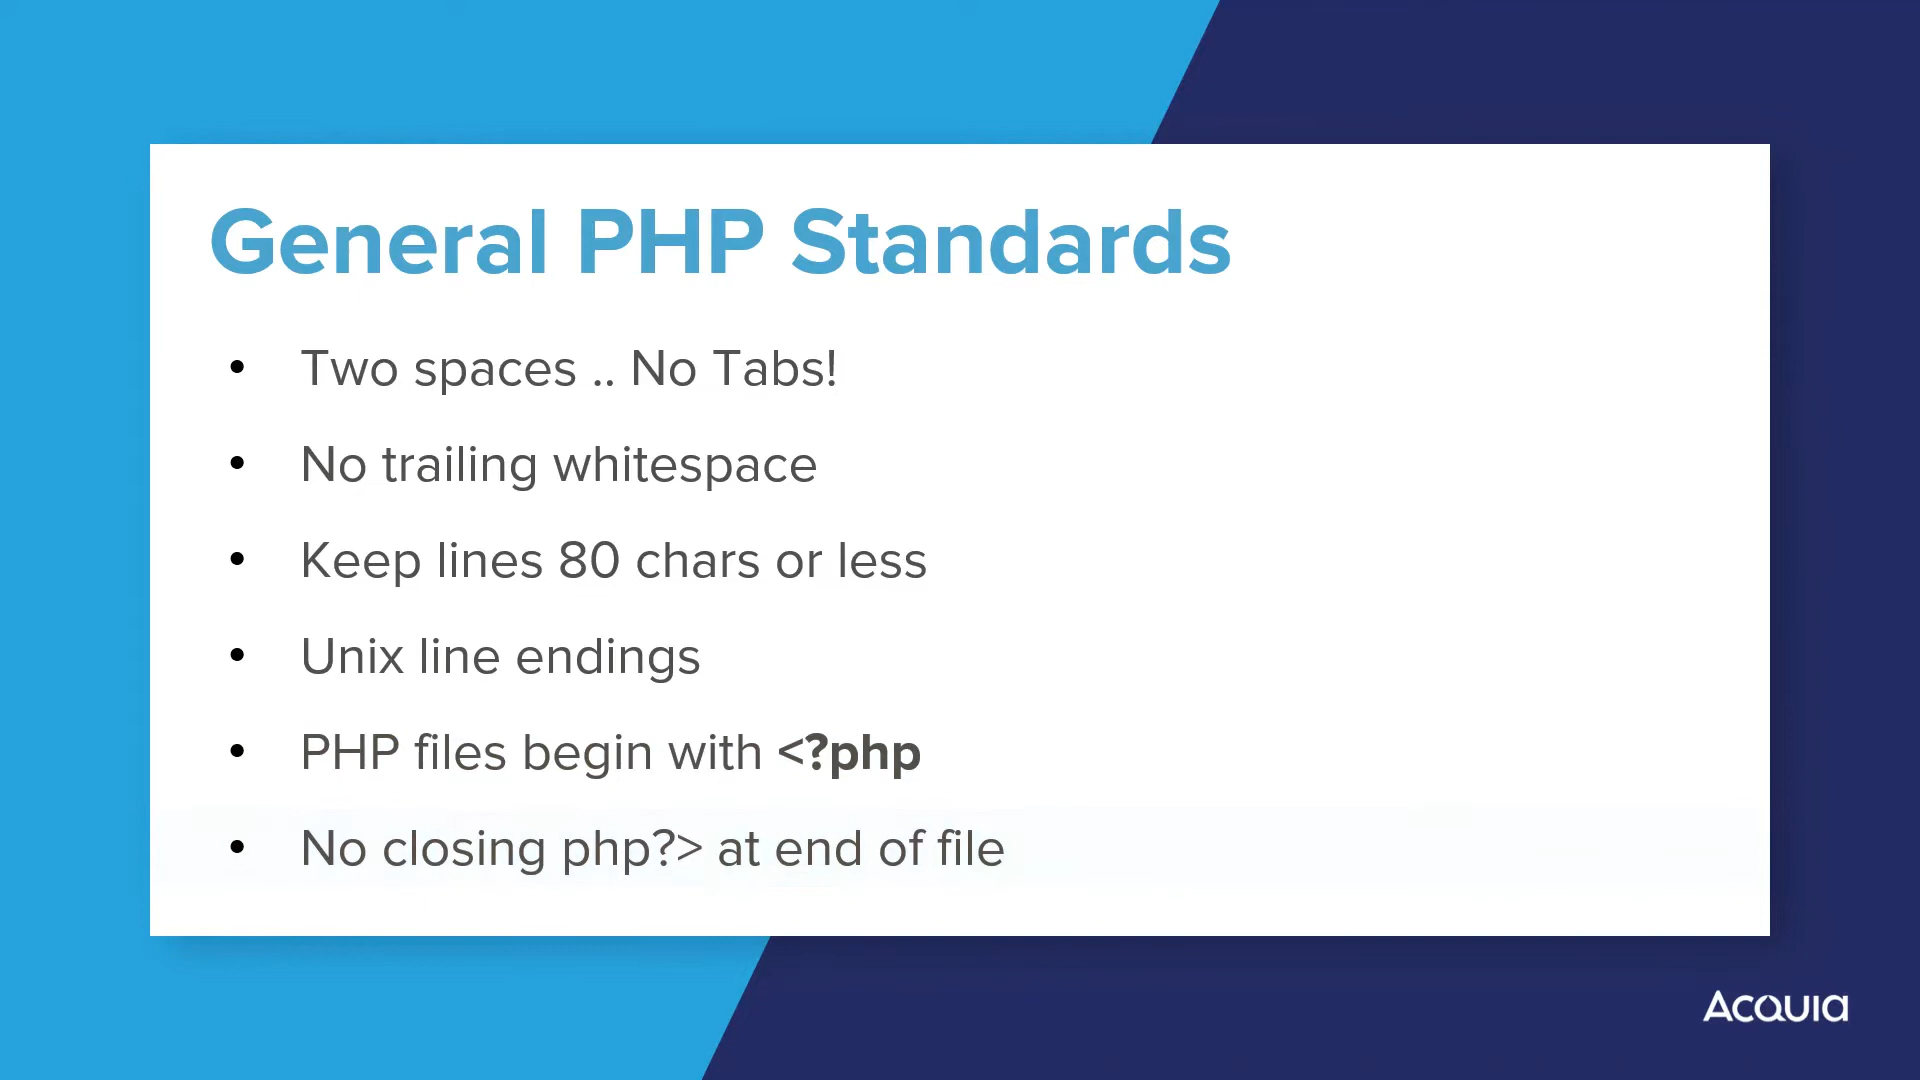 General PHP Standards
• Two spaces .. No Tabs!
• No trailing whitespace
• Keep lines 80 chars or less
• Unix line endings
• PHP files begin with <?php
• No closing php?> at end of file
Acquia